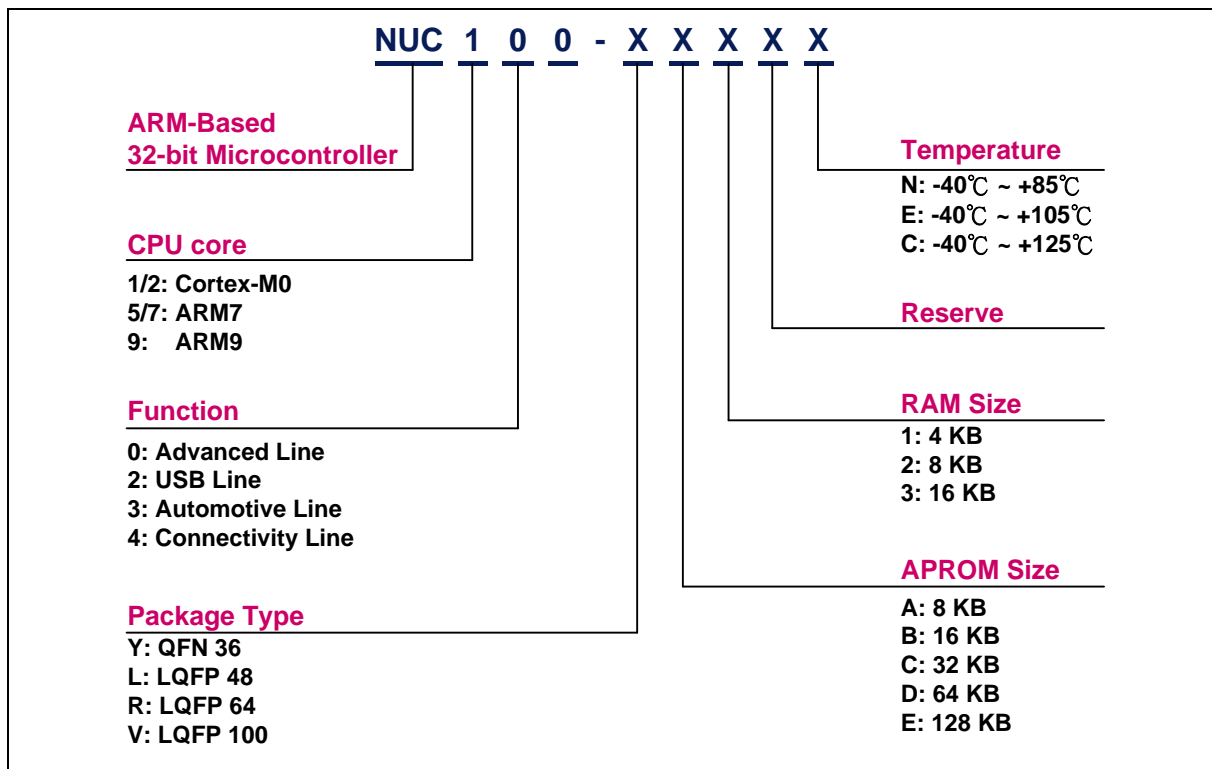 NUC 1 0 0 - X X X X X
ARM-Based
32-bit Microcontroller
CPU core
1/2: Cortex-M0
5/7: ARM7
9: ARM9
Function
0: Advanced Line
2: USB Line
3: Automotive Line
4: Connectivity Line
Package Type
Y: QFN 36
L: LQFP 48
R: LQFP 64
V: LQFP 100
Temperature
N: -40℃ ~ +85℃
E: -40℃ ~ +105℃
C: -40℃ ~ +125℃
Reserve
RAM Size
1: 4 KB
2: 8 KB
3: 16 KB
APROM Size
A: 8 KB
B: 16 KB
C: 32 KB
D: 64 KB
E: 128 KB